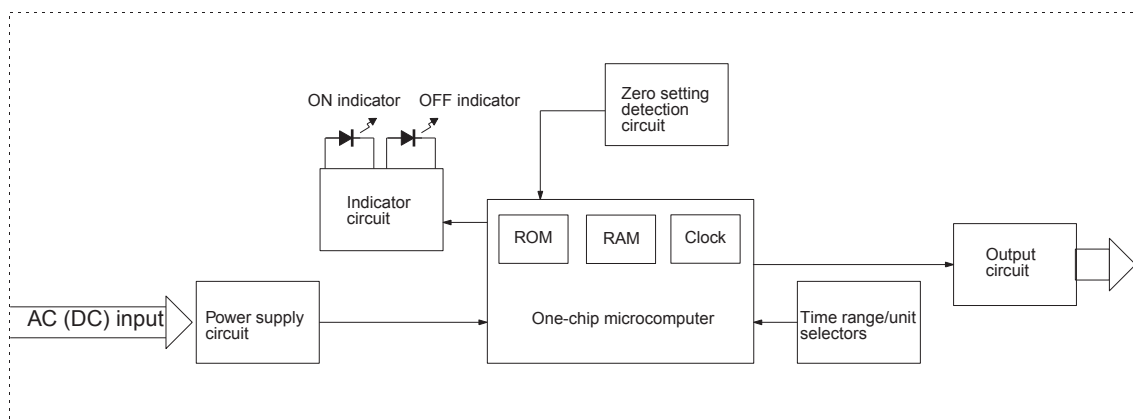 ON indicator
OFF indicator
Zero setting
detection
circuit
Indicator
circuit
ROM
RAM
Clock
Output
circuit
AC (DC) input
Power supply
circuit
One-chip microcomputer
Time range/unit
selectors